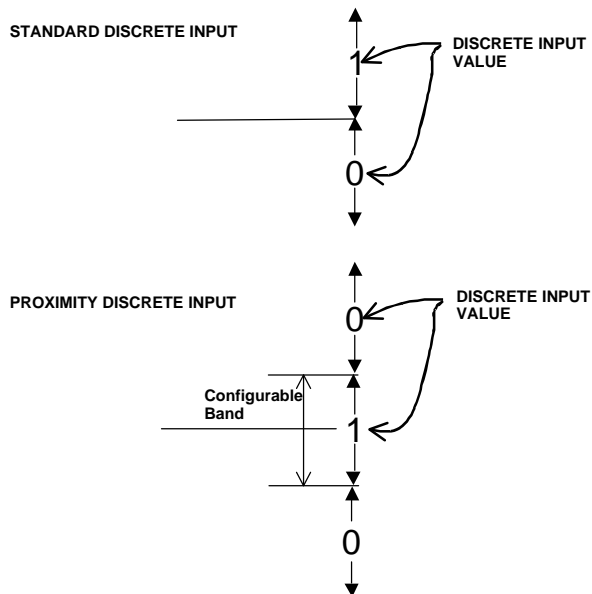 STANDARD DISCRETE INPUT
DISCRETE INPUT
VALUE
1
0
PROXIMITY DISCRETE INPUT
DISCRETE INPUT
VALUE
0
Configurable
Band
1
0